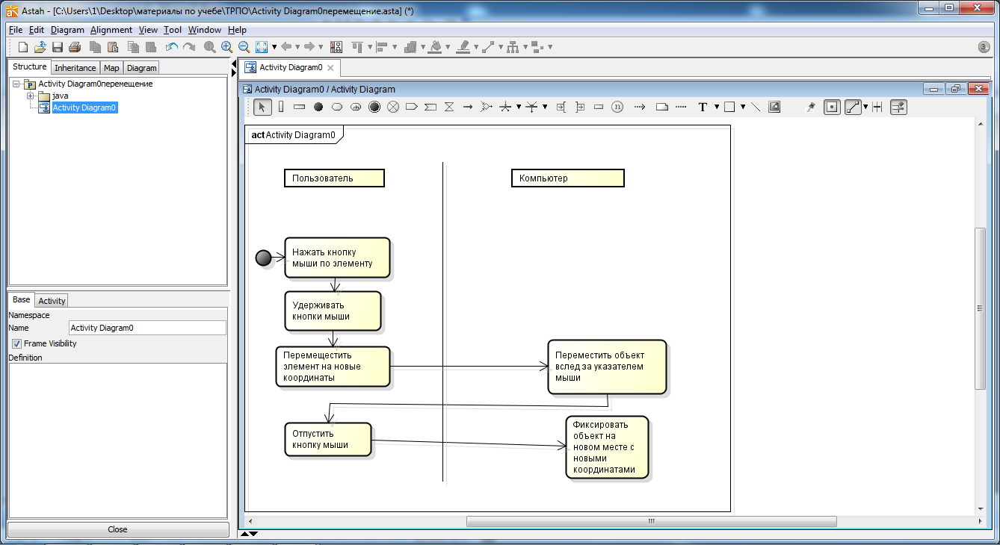 Astah - [C:\Users\1\Desktop\материалы по учебе\ТРПО\Activity Diagram0перемещение.asta] (*)
File Edit Diagram Alignment View Tool Window Help
3
Structure Inheritance Map Diagram
Activity Diagram0перемещение
java
Activity Diagram0
Base Activity
Namespace
Name Activity Diagram0
Frame Visibility
Definition
Close
Activity Diagram0
Activity Diagram0 / Activity Diagram
T
act Activity Diagram0
Пользователь
Компьютер
Нажать кнопку
мыши по элементу
Удерживать
кнопки мыши
Перемещестить
элемент на новые
координаты
Переместить объект
вслед за указателем
мыши
Отпустить
кнопку мыши
Фиксировать
объект на
новом месте с
новыми
координатами